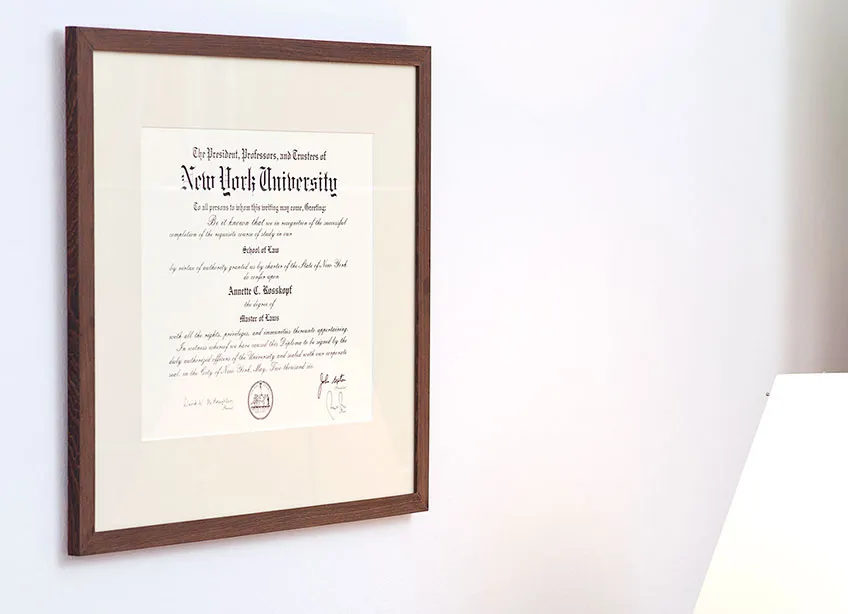 The President, Professors, and Trustees of
New York University
To all persons to whom this writing may come, Greeting:
Be it known that we in recognition of the successful
completion of the requisite course of study in our
School of Law
by virtue of authority granted us by charter of the State of New York
do confer upon
Annette C. Rosskopf
the degree of
Master of Laws
with all the rights, privileges, and immunities thereunto appertaining.
In witness whereof we have caused this Diploma to be signed by the
duly authorized officers of the University and sealed with our corporate
seal, in the City of New York, May, Two thousand six
John Sexton